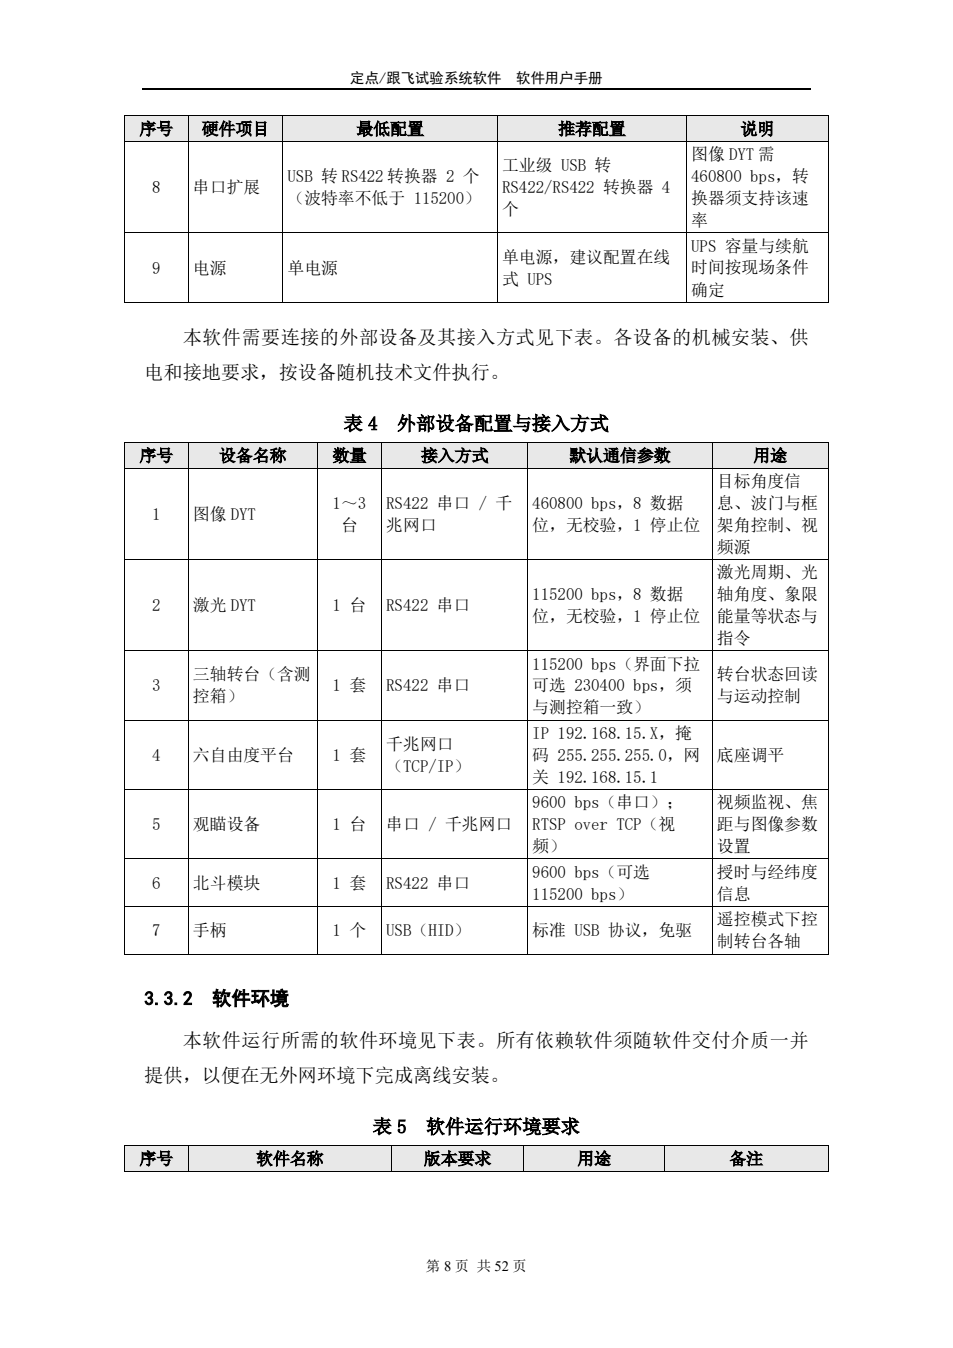 定点/跟飞试验系统软件　软件用户手册
序号 硬件项目 最低配置 推荐配置 说明
8 串口扩展 USB 转 RS422 转换器 2 个（波特率不低于 115200） 工业级 USB 转 RS422/RS422 转换器 4 个 图像 DYT 需 460800 bps，转换器须支持该速率
9 电源 单电源 单电源，建议配置在线式 UPS UPS 容量与续航时间按现场条件确定
本软件需要连接的外部设备及其接入方式见下表。各设备的机械安装、供
电和接地要求，按设备随机技术文件执行。
表 4　外部设备配置与接入方式
序号 设备名称 数量 接入方式 默认通信参数 用途
1 图像 DYT 1～3 台 RS422 串口 / 千兆网口 460800 bps，8 数据位，无校验，1 停止位 目标角度信息、波门与框架角控制、视频源
2 激光 DYT 1 台 RS422 串口 115200 bps，8 数据位，无校验，1 停止位 激光周期、光轴角度、象限能量等状态与指令
3 三轴转台（含测控箱） 1 套 RS422 串口 115200 bps（界面下拉可选 230400 bps，须与测控箱一致） 转台状态回读与运动控制
4 六自由度平台 1 套 千兆网口（TCP/IP） IP 192.168.15.X，掩码 255.255.255.0，网关 192.168.15.1 底座调平
5 观瞄设备 1 台 串口 / 千兆网口 9600 bps（串口）；RTSP over TCP（视频） 视频监视、焦距与图像参数设置
6 北斗模块 1 套 RS422 串口 9600 bps（可选 115200 bps） 授时与经纬度信息
7 手柄 1 个 USB（HID） 标准 USB 协议，免驱 遥控模式下控制转台各轴
3.3.2　软件环境
本软件运行所需的软件环境见下表。所有依赖软件须随软件交付介质一并
提供，以便在无外网环境下完成离线安装。
表 5　软件运行环境要求
序号 软件名称 版本要求 用途 备注
第 8 页 共 52 页